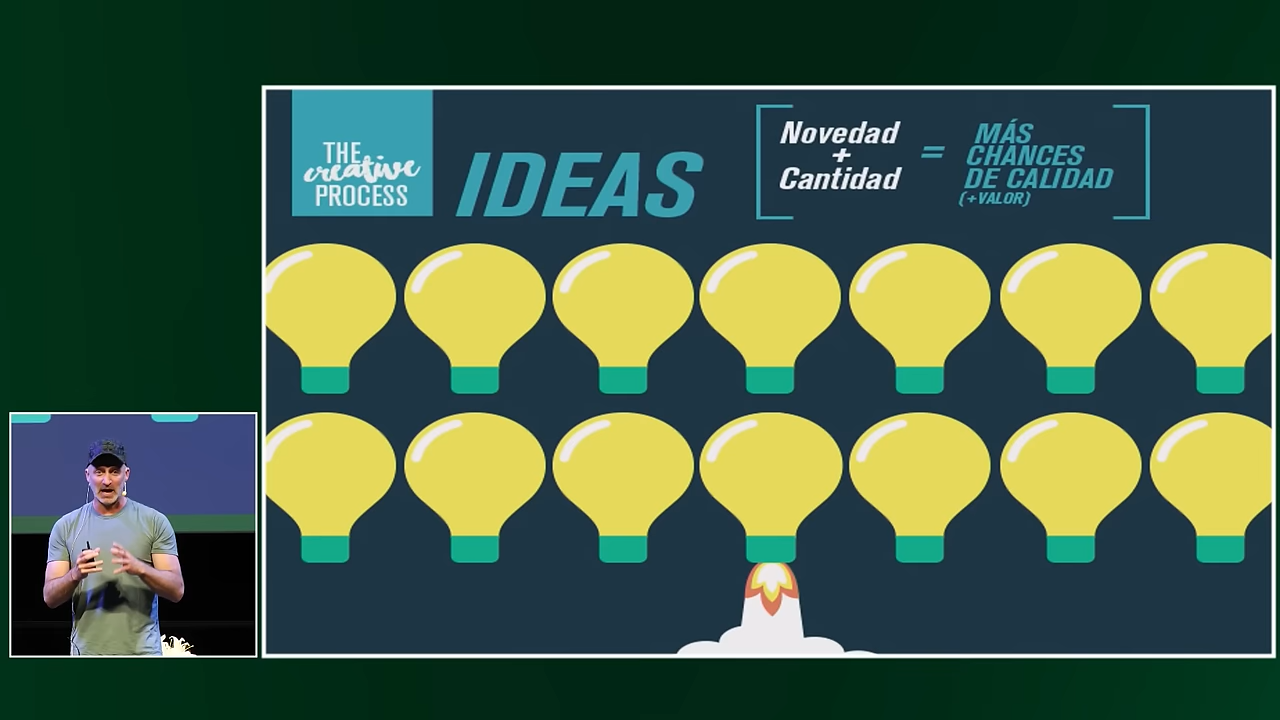 THE
creative
PROCESS
IDEAS
Novedad
+
Cantidad
=
MÁS
CHANCES
DE CALIDAD
(+VALOR)